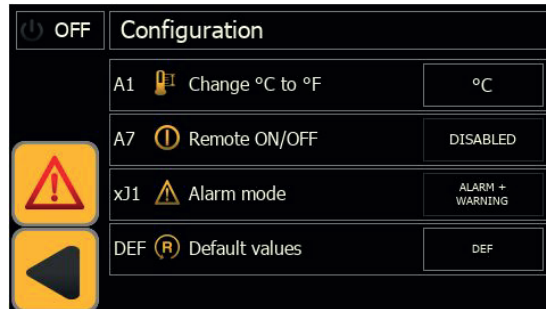 OFF Configuration
A1 Change °C to °F °C
A7 Remote ON/OFF DISABLED
xJ1 Alarm mode ALARM +
WARNING
DEF R Default values DEF